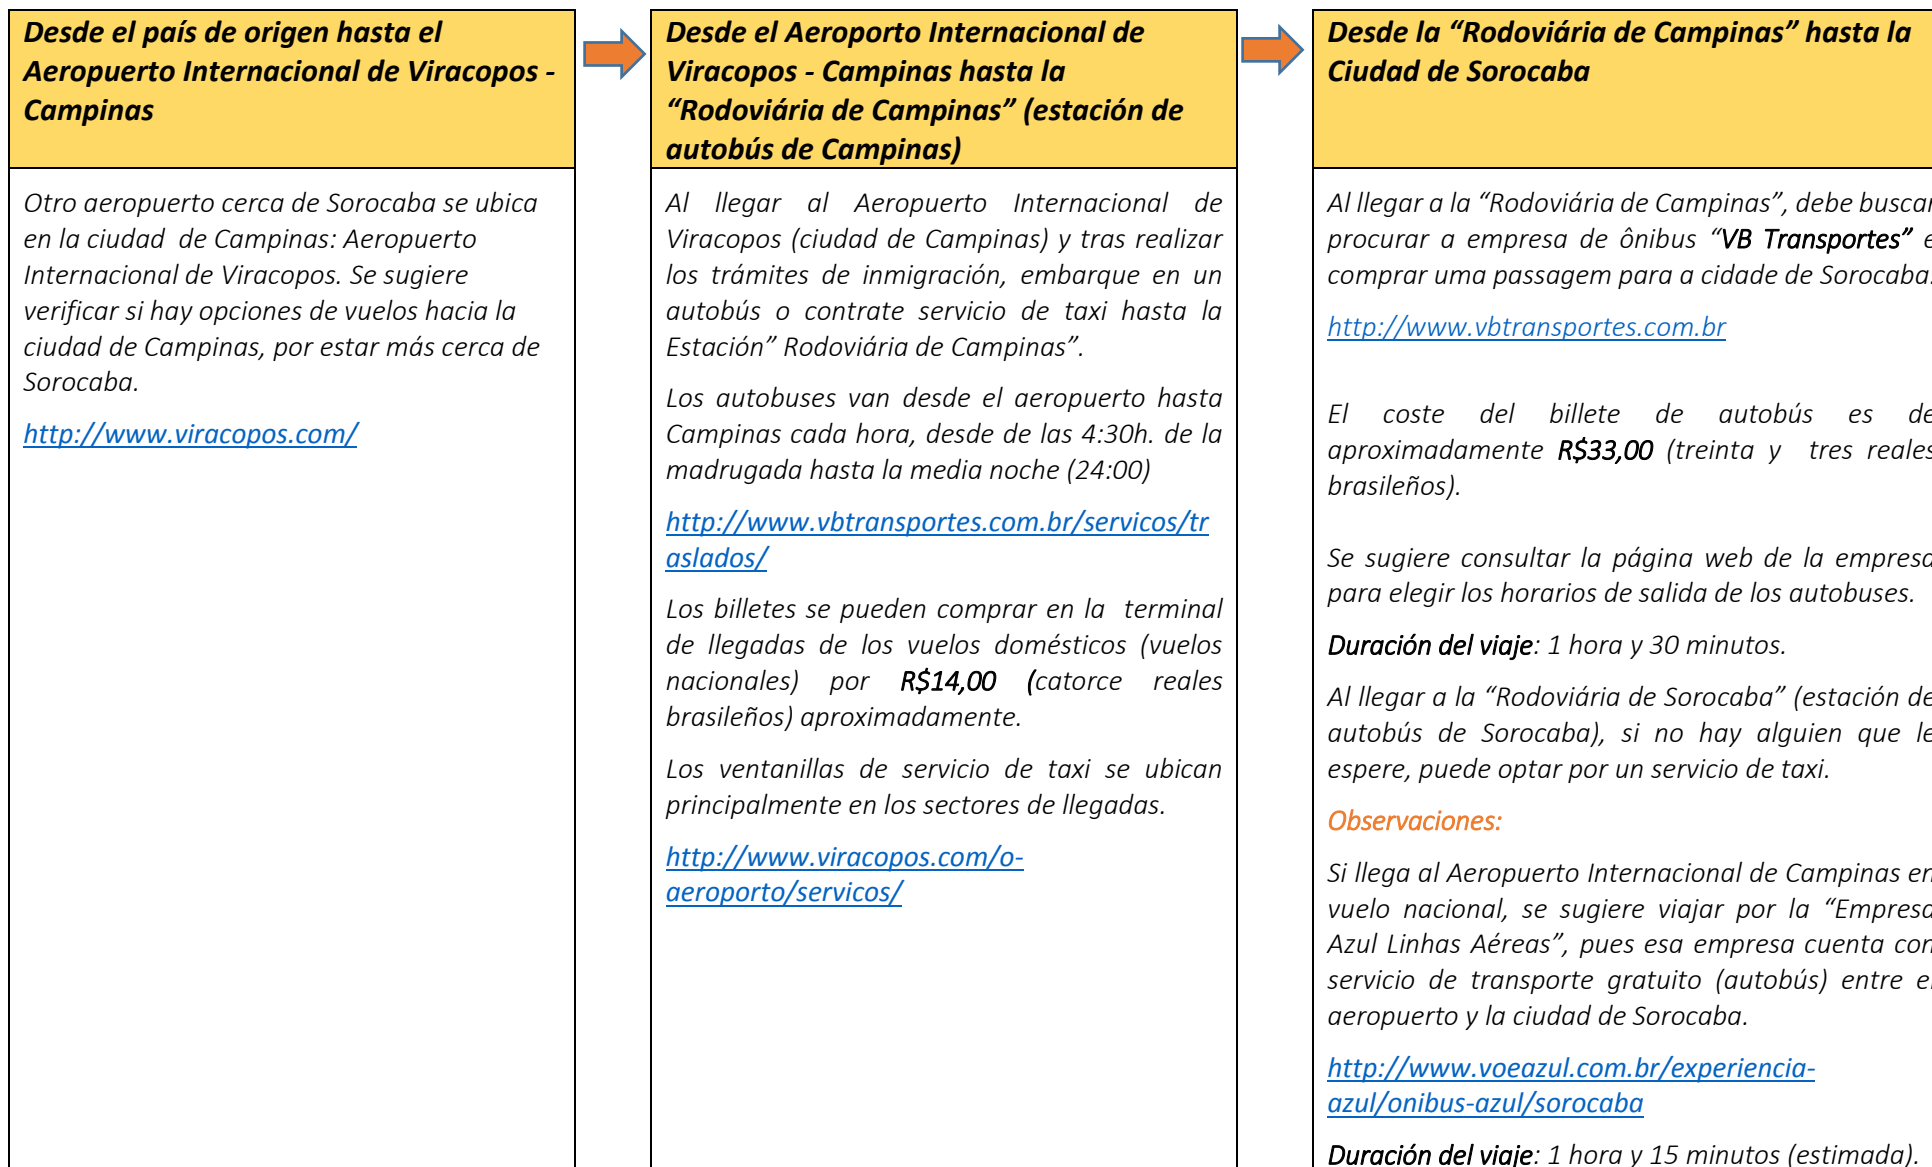 Desde el país de origen hasta el
Aeropuerto Internacional de Viracopos -
Campinas
Otro aeropuerto cerca de Sorocaba se ubica
en la ciudad  de Campinas: Aeropuerto
Internacional de Viracopos. Se sugiere
verificar si hay opciones de vuelos hacia la
ciudad de Campinas, por estar más cerca de
Sorocaba.
http://www.viracopos.com/
Desde el Aeroporto Internacional de
Viracopos - Campinas hasta la
“Rodoviária de Campinas” (estación de
autobús de Campinas)
Al llegar al Aeropuerto Internacional de
Viracopos (ciudad de Campinas) y tras realizar
los trámites de inmigración, embarque en un
autobús o contrate servicio de taxi hasta la
Estación” Rodoviária de Campinas”.
Los autobuses van desde el aeropuerto hasta
Campinas cada hora, desde de las 4:30h. de la
madrugada hasta la media noche (24:00)
http://www.vbtransportes.com.br/servicos/tr
aslados/
Los billetes se pueden comprar en la  terminal
de llegadas de los vuelos domésticos (vuelos
nacionales) por R$14,00 (catorce reales
brasileños) aproximadamente.
Los ventanillas de servicio de taxi se ubican
principalmente en los sectores de llegadas.
http://www.viracopos.com/o-
aeroporto/servicos/
Desde la “Rodoviária de Campinas” hasta la
Ciudad de Sorocaba
Al llegar a la “Rodoviária de Campinas”, debe buscar
procurar a empresa de ônibus “VB Transportes” e
comprar uma passagem para a cidade de Sorocaba.
http://www.vbtransportes.com.br
El coste del billete de autobús es de
aproximadamente R$33,00 (treinta y  tres reales
brasileños).
Se sugiere consultar la página web de la empresa
para elegir los horarios de salida de los autobuses.
Duración del viaje: 1 hora y 30 minutos.
Al llegar a la “Rodoviária de Sorocaba” (estación de
autobús de Sorocaba), si no hay alguien que le
espere, puede optar por un servicio de taxi.
Observaciones:
Si llega al Aeropuerto Internacional de Campinas en
vuelo nacional, se sugiere viajar por la “Empresa
Azul Linhas Aéreas”, pues esa empresa cuenta con
servicio de transporte gratuito (autobús) entre el
aeropuerto y la ciudad de Sorocaba.
http://www.voeazul.com.br/experiencia-
azul/onibus-azul/sorocaba
Duración del viaje: 1 hora y 15 minutos (estimada).